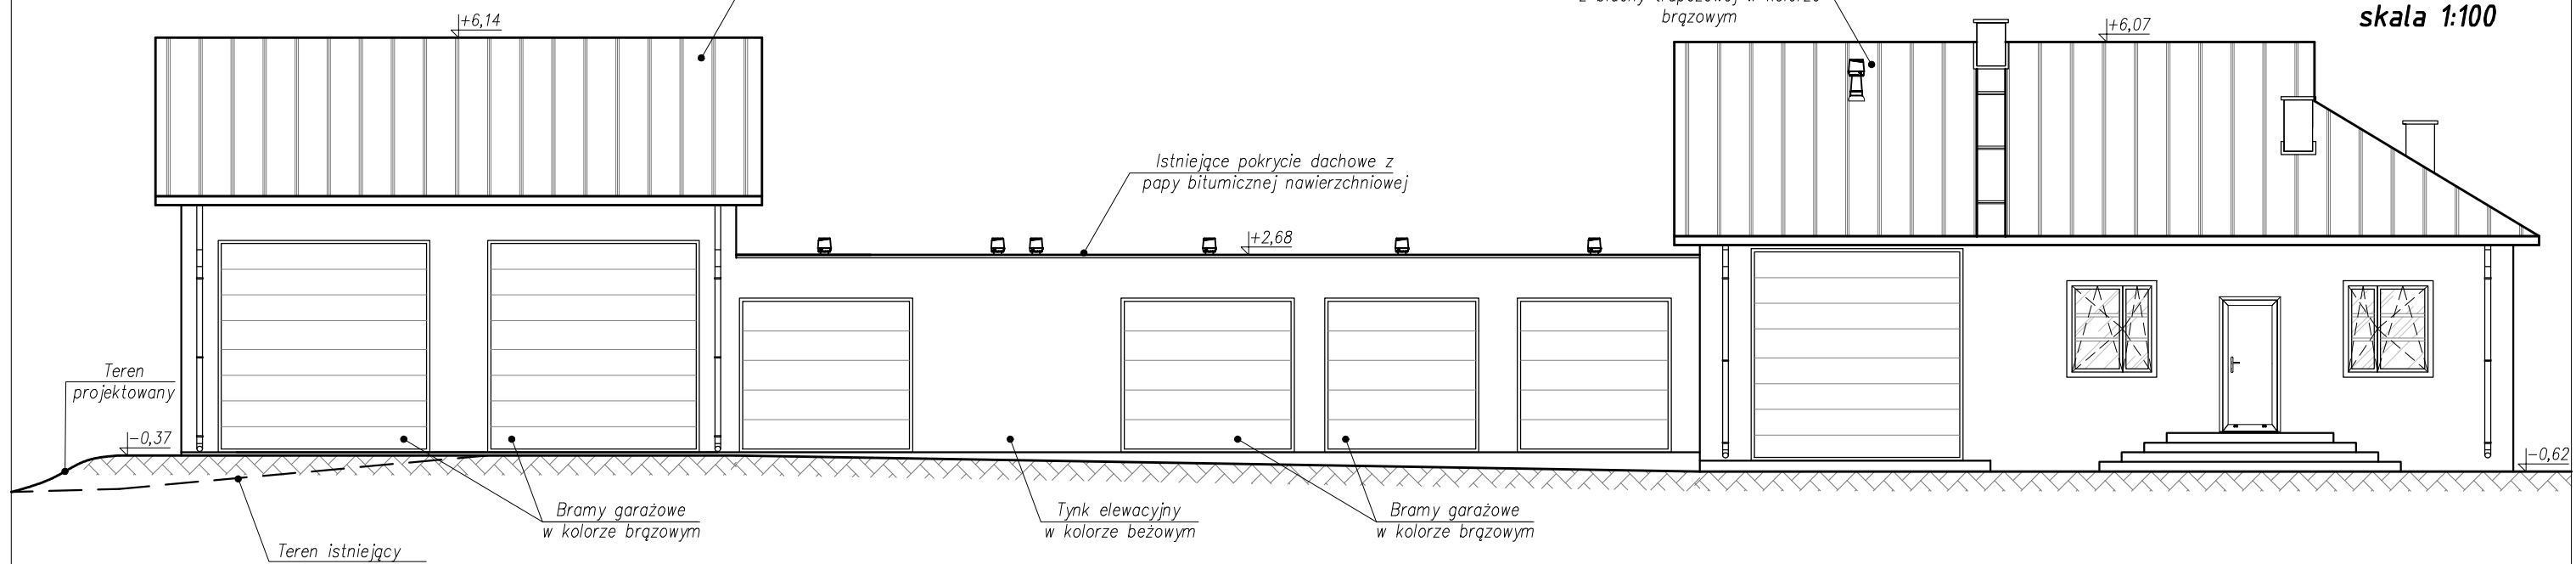 brązowym
skala 1:100
+6,14
+6,07
Istniejące pokrycie dachowe z
papy bitumicznej nawierzchniowej
+2,68
Teren
projektowany
-0,37
-0,62
Bramy garażowe
w kolorze brązowym
Tynk elewacyjny
w kolorze beżowym
Bramy garażowe
w kolorze brązowym
Teren istniejący